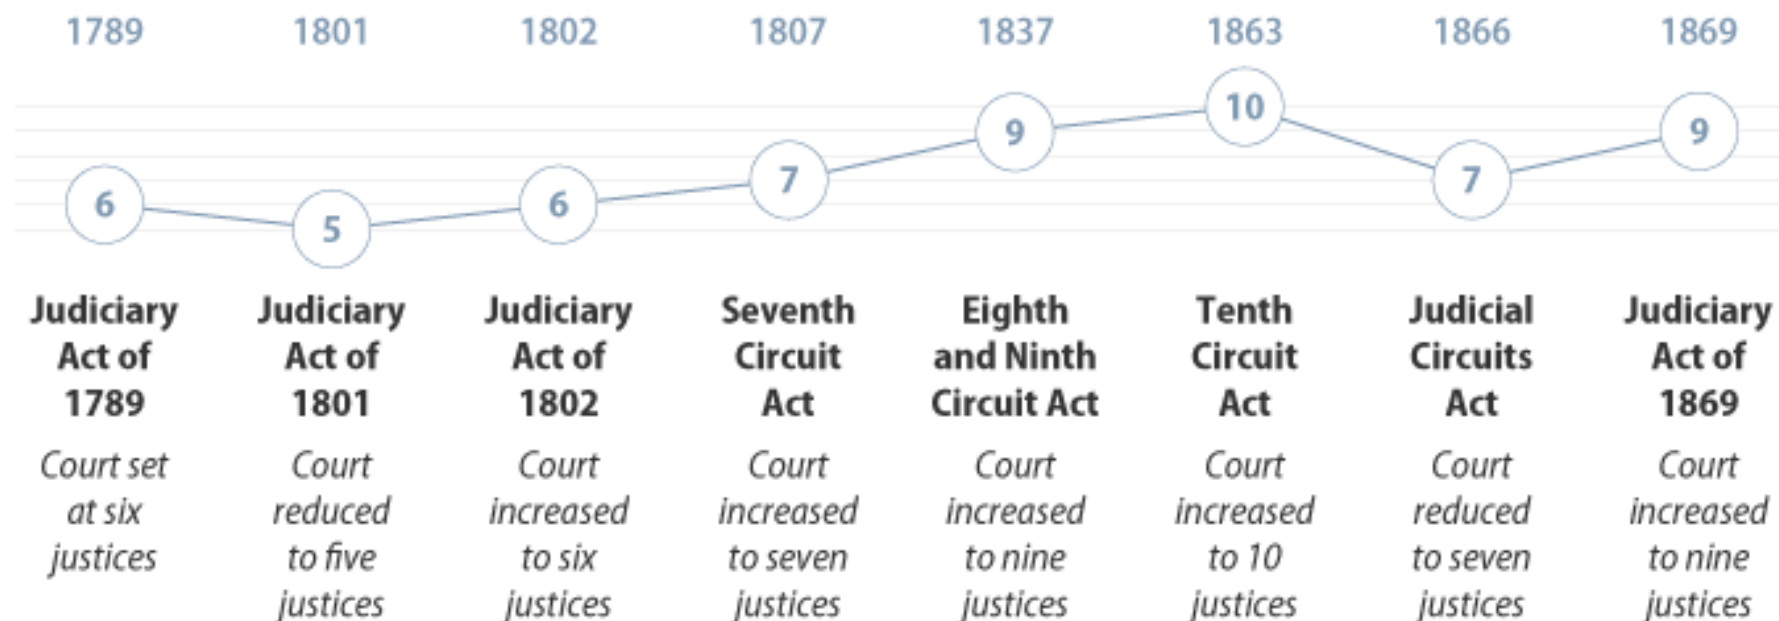 1789 1801 1802 1807 1837 1863 1866 1869
6 5 6 7 9 10 7 9
Judiciary
Act of
1789
Court set
at six
justices
Judiciary
Act of
1801
Court
reduced
to five
justices
Judiciary
Act of
1802
Court
increased
to six
justices
Seventh
Circuit
Act
Court
increased
to seven
justices
Eighth
and Ninth
Circuit Act
Court
increased
to nine
justices
Tenth
Circuit
Act
Court
increased
to 10
justices
Judicial
Circuits
Act
Court
reduced
to seven
justices
Judiciary
Act of
1869
Court
increased
to nine
justices